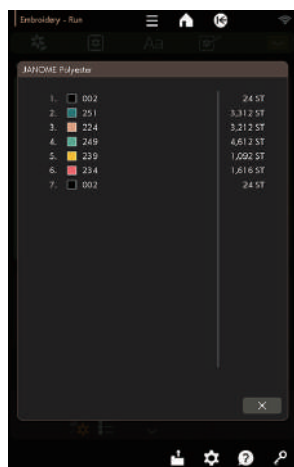 Embroidery - Run
Aa
JANOME Polyester
1. 002 24 ST
2. 251 3,312 ST
3. 224 3,212 ST
4. 249 4,612 ST
5. 239 1,092 ST
6. 234 1,616 ST
7. 002 24 ST